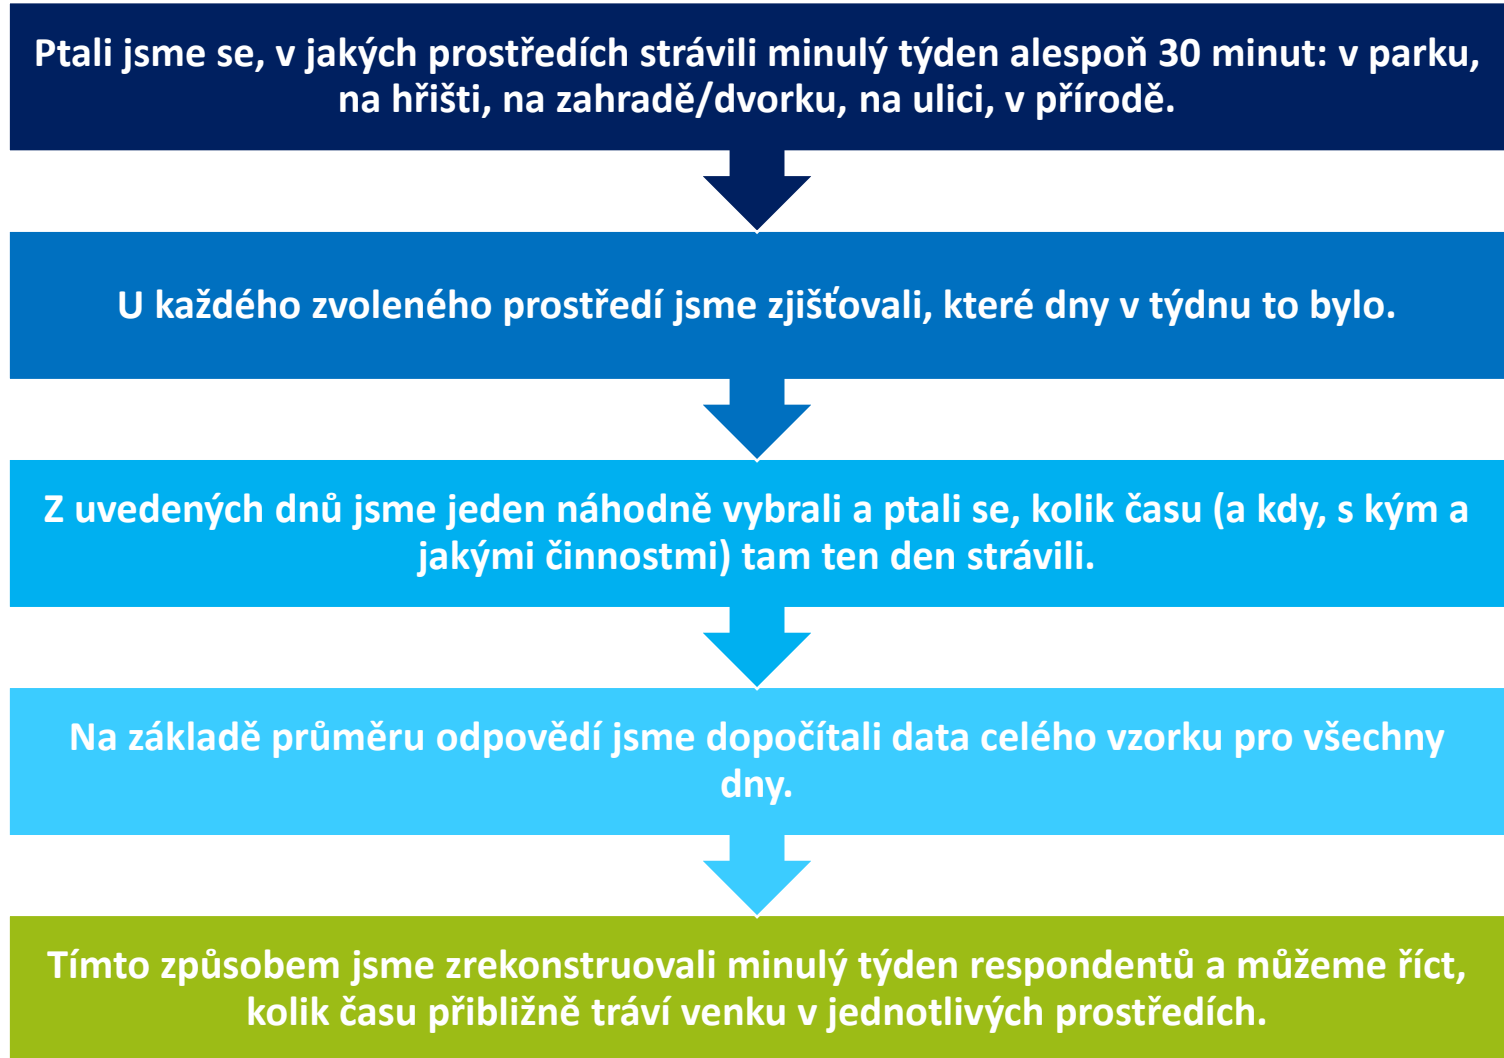 Ptali jsme se, v jakých prostředích strávili minulý týden alespoň 30 minut: v parku,
na hřišti, na zahradě/dvorku, na ulici, v přírodě.
U každého zvoleného prostředí jsme zjišťovali, které dny v týdnu to bylo.
Z uvedených dnů jsme jeden náhodně vybrali a ptali se, kolik času (a kdy, s kým a
jakými činnostmi) tam ten den strávili.
Na základě průměru odpovědí jsme dopočítali data celého vzorku pro všechny
dny.
Tímto způsobem jsme zrekonstruovali minulý týden respondentů a můžeme říct,
kolik času přibližně tráví venku v jednotlivých prostředích.